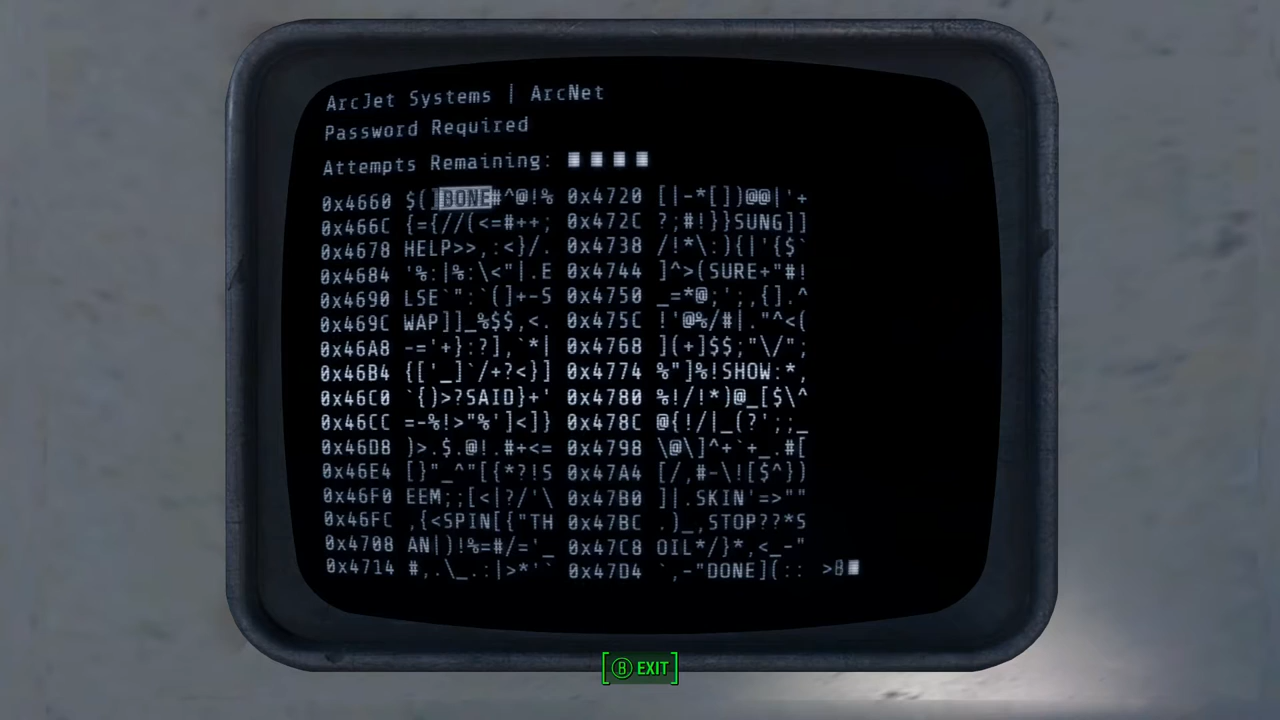 ArcJet Systems | ArcNet
Password Required
Attempts Remaining: ■ ■ ■ ■
0x4660 $(]BONE#^@!% 0x4720 [|-*[])@@|'+
0x466C {={//(<=#++; 0x472C ?;#!}}SUNG]]
0x4678 HELP>>,:<}/. 0x4738 /!*\:){|'{$`
0x4684 '%:|%:\<"|.E 0x4744 ]^>(SURE+"#!
0x4690 LSE`":`(]+-S 0x4750 _=*@;';,{].^
0x469C WAP]]_%$$,<. 0x475C !'@%/#|."^<(
0x46A8 -='+}:?],`*| 0x4768 ](+]$$;"\/";
0x46B4 {['_]`/+?<}] 0x4774 %"]%!SHOW:*,
0x46C0 `{)>?SAID}+' 0x4780 %!/!*)@_[$\^
0x46CC =-%!>"%']<]} 0x478C @{!/|_(?';;_
0x46D8 )>.$.@!.#+<= 0x4798 \@\]^+`+_.#[
0x46E4 [}"_^"[{*?!S 0x47A4 [/,#-\![$^})
0x46F0 EEM;;[<|?/'\ 0x47B0 ]|.SKIN'=>""
0x46FC ,{<SPIN[{"TH 0x47BC .)_,STOP??*S
0x4708 AN|)!%=#/='_ 0x47C8 OIL*/}*,<_-"
0x4714 #,.\_.:|>*'` 0x47D4 `,-"DONE](:: >B■
[Ⓑ EXIT]